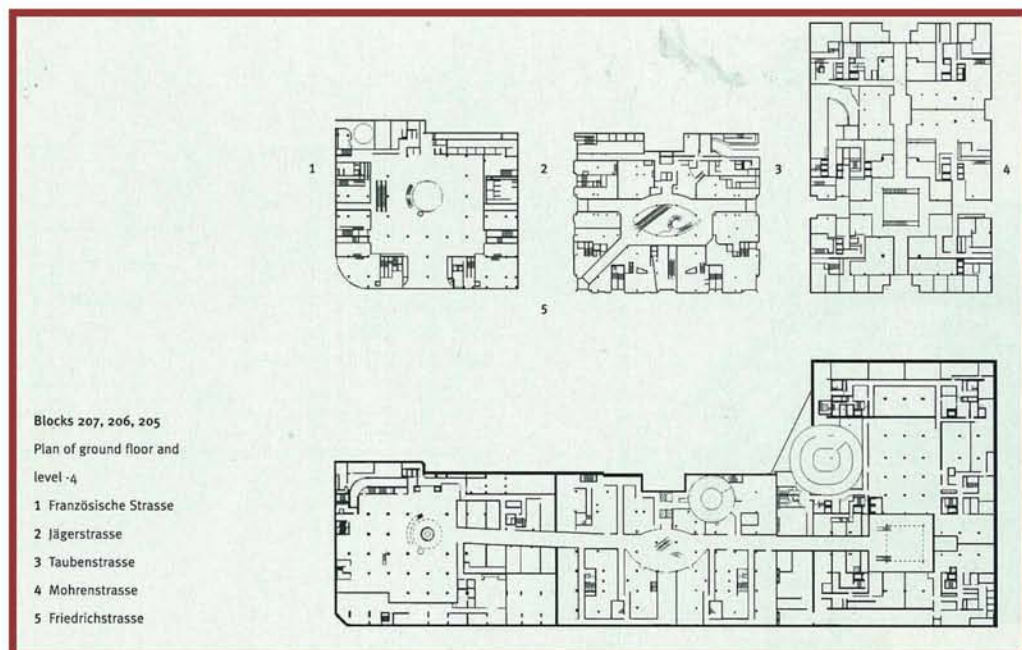 1
2
3
4
5
Blocks 207, 206, 205
Plan of ground floor and
level -4
1 Französische Strasse
2 Jägerstrasse
3 Taubenstrasse
4 Mohrenstrasse
5 Friedrichstrasse